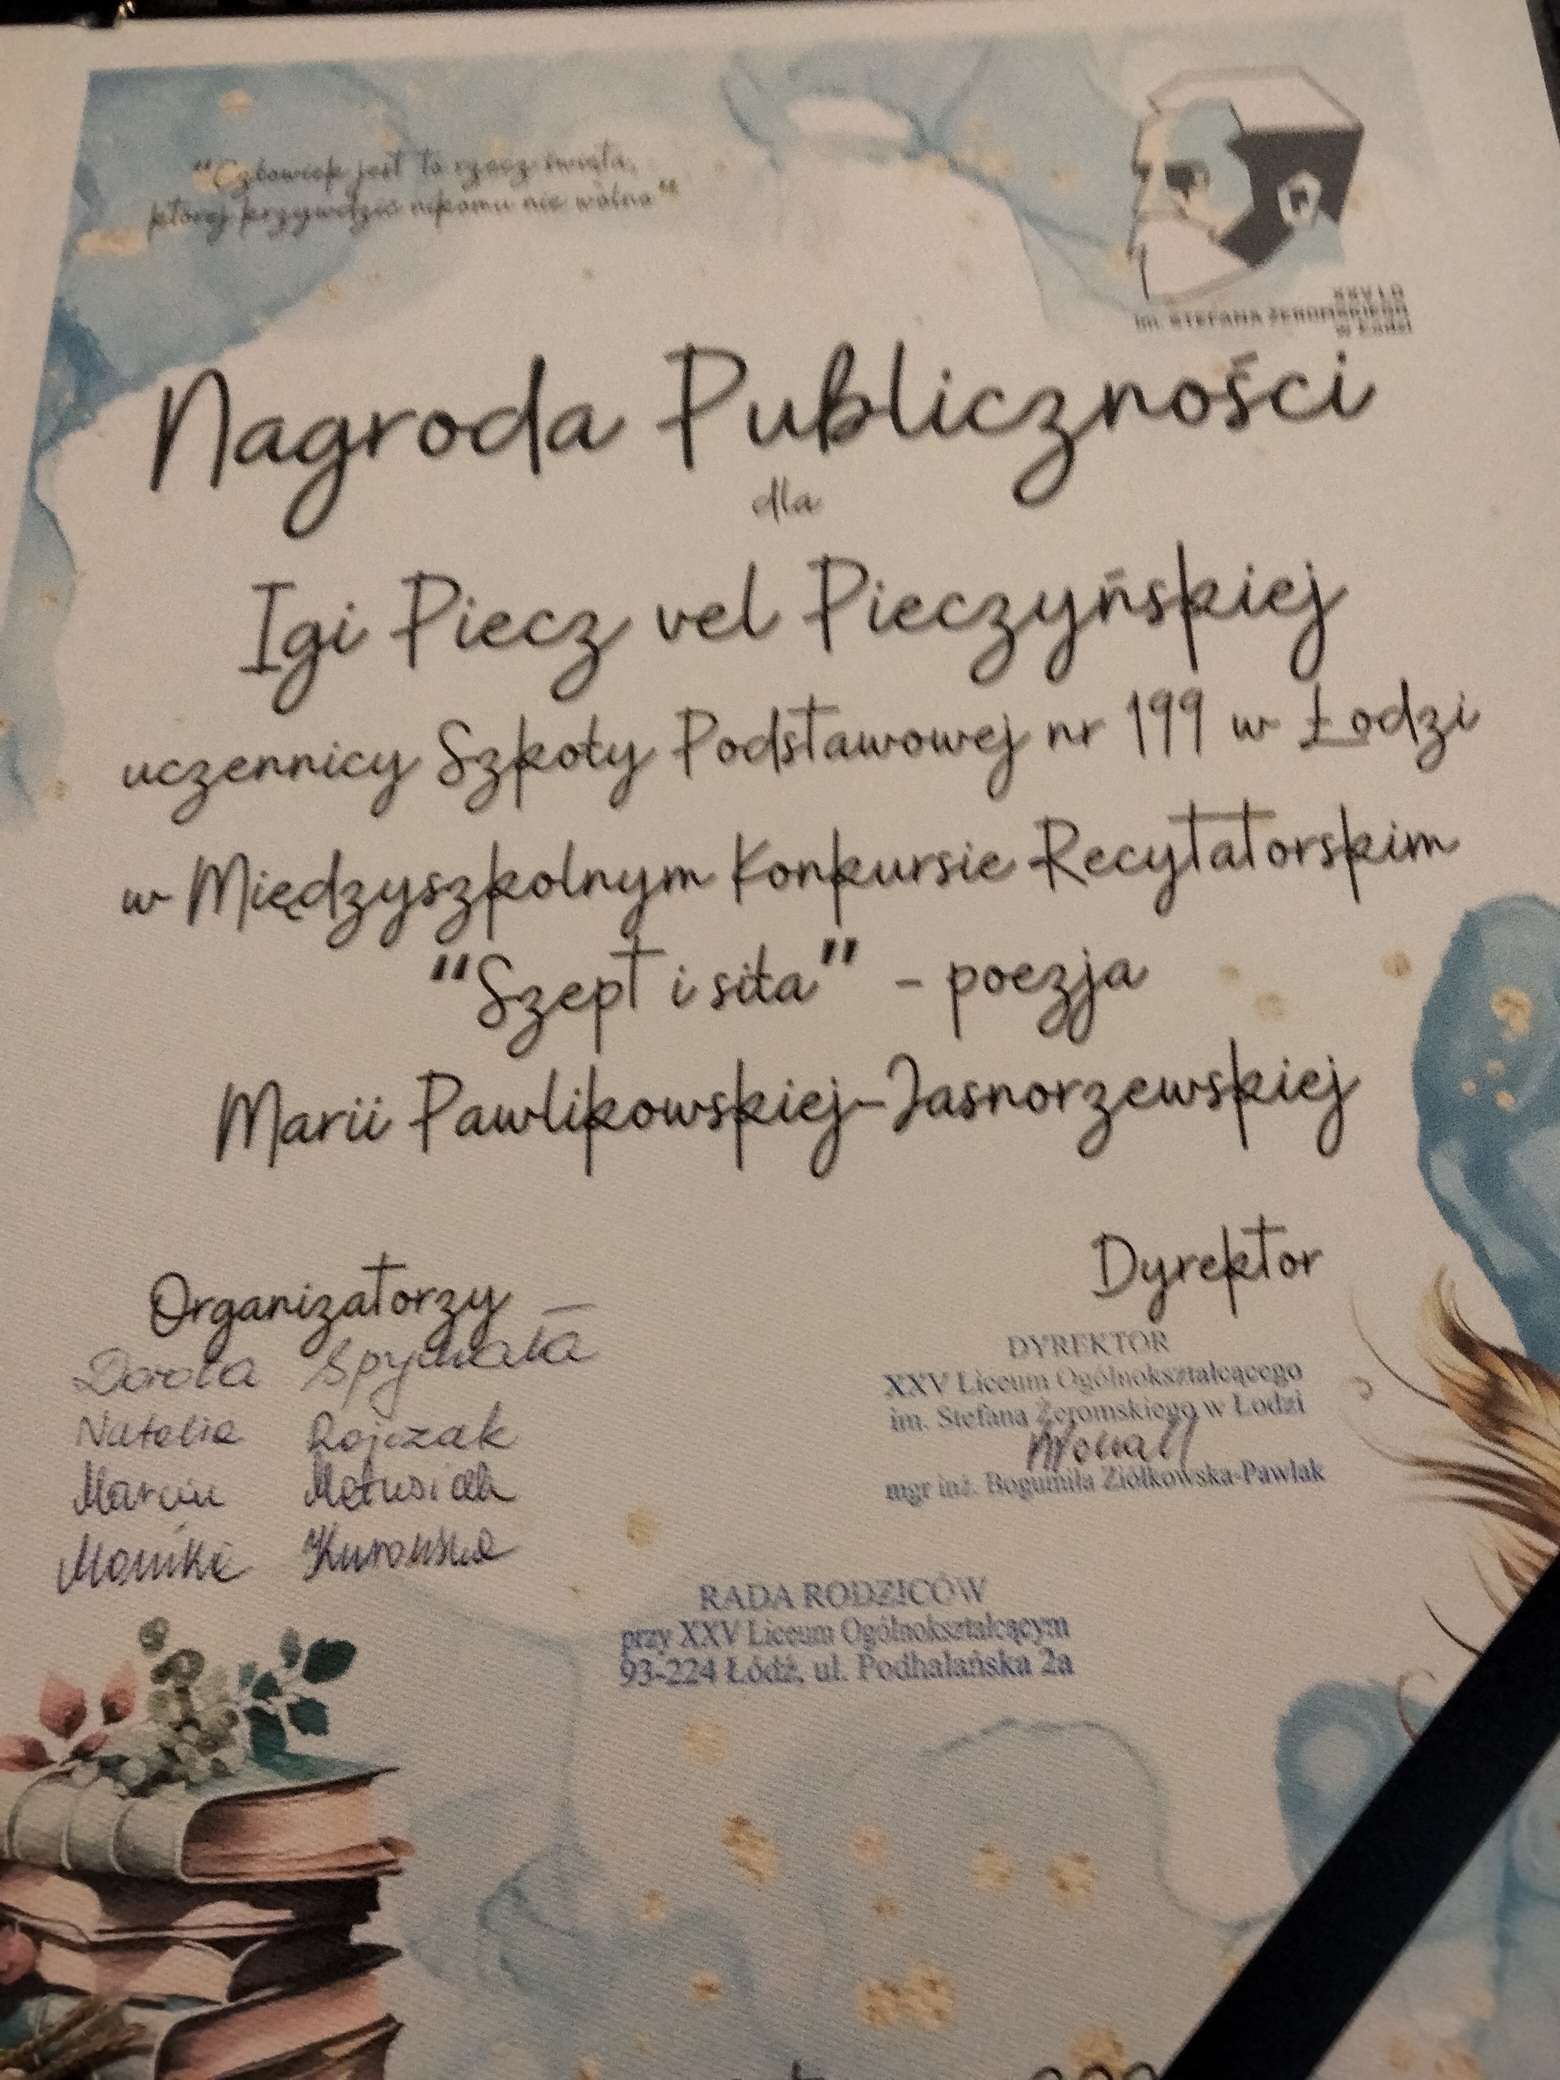 "Człowiek jest to rzecz święta,
której krzywdzić nikomu nie wolno"
XXV LO
im. STEFANA ŻEROMSKIEGO
w Łodzi
Nagroda Publiczności
dla
Igi Piecz vel Pieczyńskiej
uczennicy Szkoły Podstawowej nr 199 w Łodzi
w Międzyszkolnym Konkursie Recytatorskim
"Szept i siła" - poezja
Marii Pawlikowskiej-Jasnorzewskiej
Organizatorzy
Dorota
Natalia Rojczak
Marcin Matusiak
Monika Kurowska
Dyrektor
DYREKTOR
XXV Liceum Ogólnokształcącego
im. Stefana Żeromskiego w Łodzi
mgr inż. Bogumiła Ziółkowska-Pawlak
RADA RODZICÓW
przy XXV Liceum Ogólnokształcącym
93-224 Łódź, ul. Podhalańska 2a